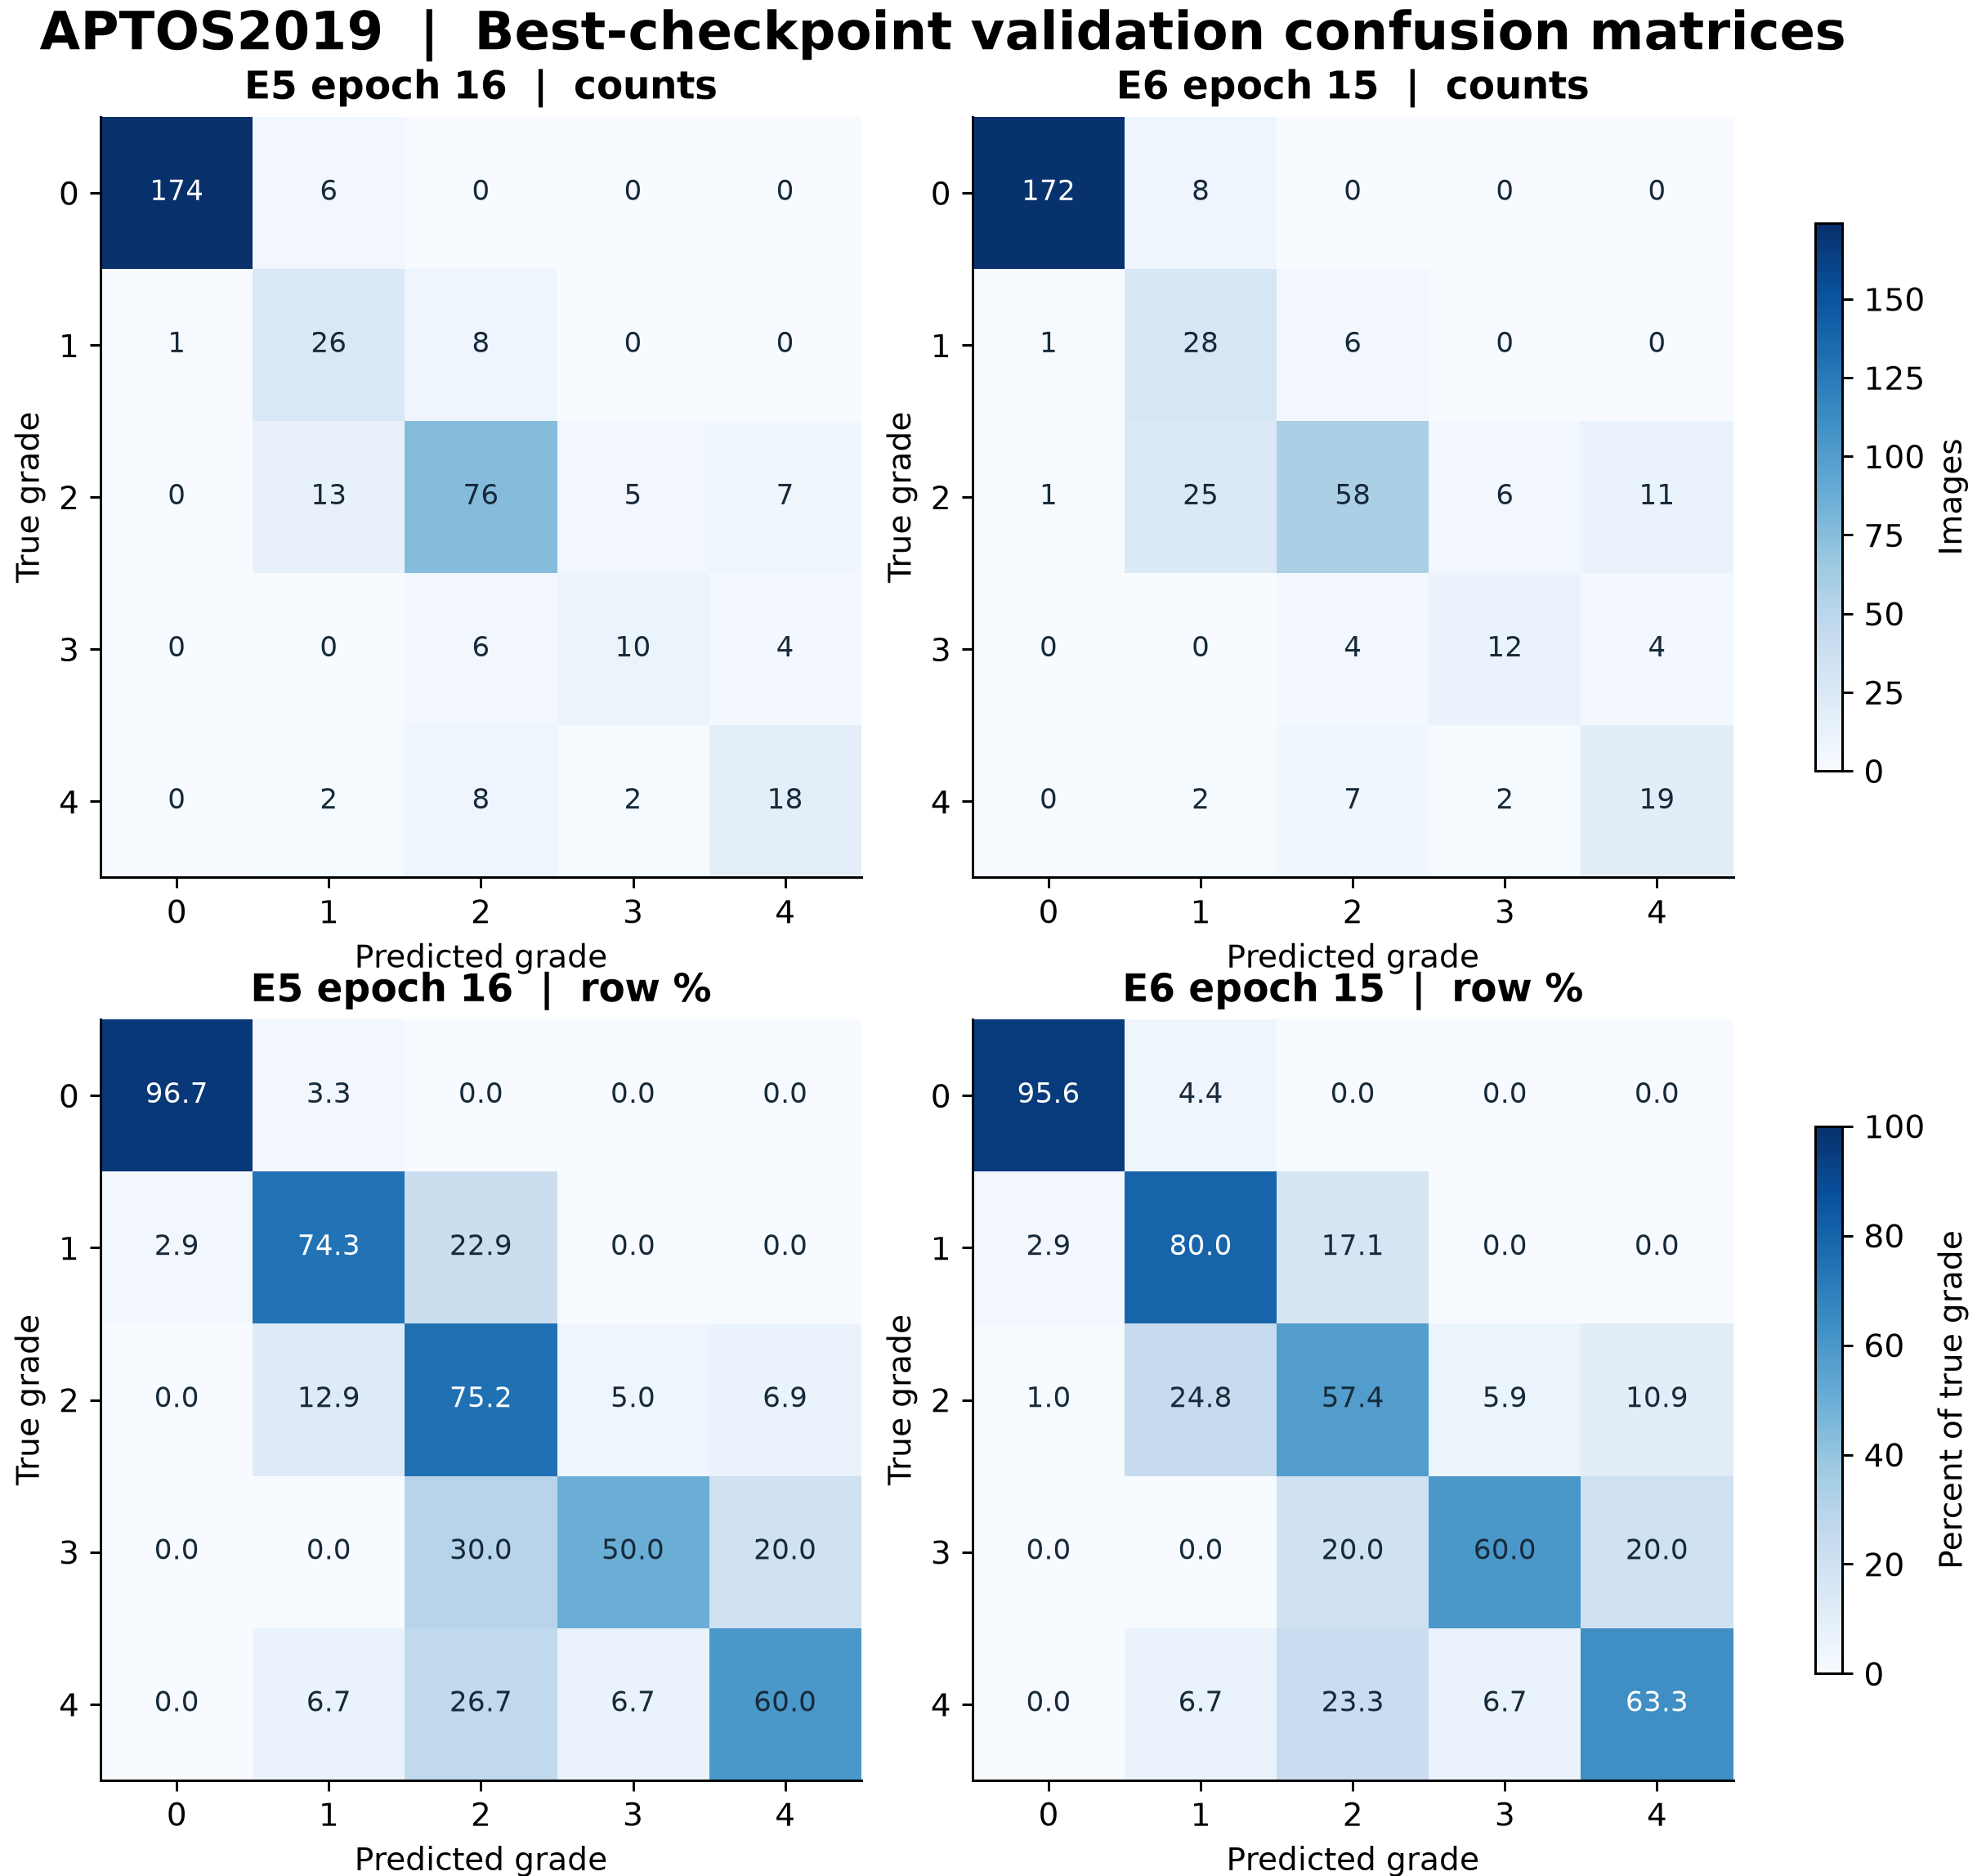 APTOS2019 | Best-checkpoint validation confusion matrices
E5 epoch 16 | counts
True grade
0 174 6 0 0 0
1 1 26 8 0 0
2 0 13 76 5 7
3 0 0 6 10 4
4 0 2 8 2 18
0 1 2 3 4
Predicted grade
E6 epoch 15 | counts
True grade
0 172 8 0 0 0
1 1 28 6 0 0
2 1 25 58 6 11
3 0 0 4 12 4
4 0 2 7 2 19
0 1 2 3 4
Predicted grade
150
125
100
75
50
25
0
Images
E5 epoch 16 | row %
True grade
0 96.7 3.3 0.0 0.0 0.0
1 2.9 74.3 22.9 0.0 0.0
2 0.0 12.9 75.2 5.0 6.9
3 0.0 0.0 30.0 50.0 20.0
4 0.0 6.7 26.7 6.7 60.0
0 1 2 3 4
Predicted grade
E6 epoch 15 | row %
True grade
0 95.6 4.4 0.0 0.0 0.0
1 2.9 80.0 17.1 0.0 0.0
2 1.0 24.8 57.4 5.9 10.9
3 0.0 0.0 20.0 60.0 20.0
4 0.0 6.7 23.3 6.7 63.3
0 1 2 3 4
Predicted grade
100
80
60
40
20
0
Percent of true grade